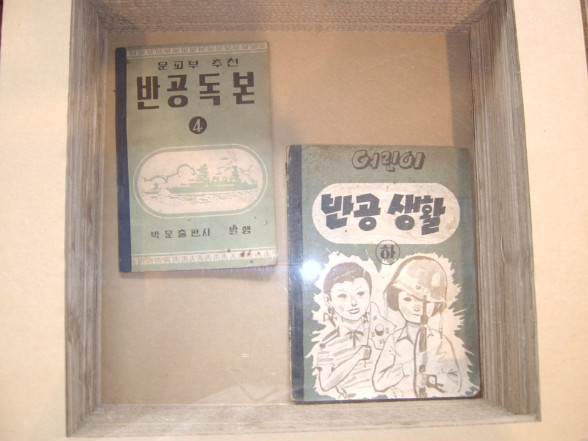 문교부 추천
반공독본
4
박문출판사 발행
어린이
반공 생활
下